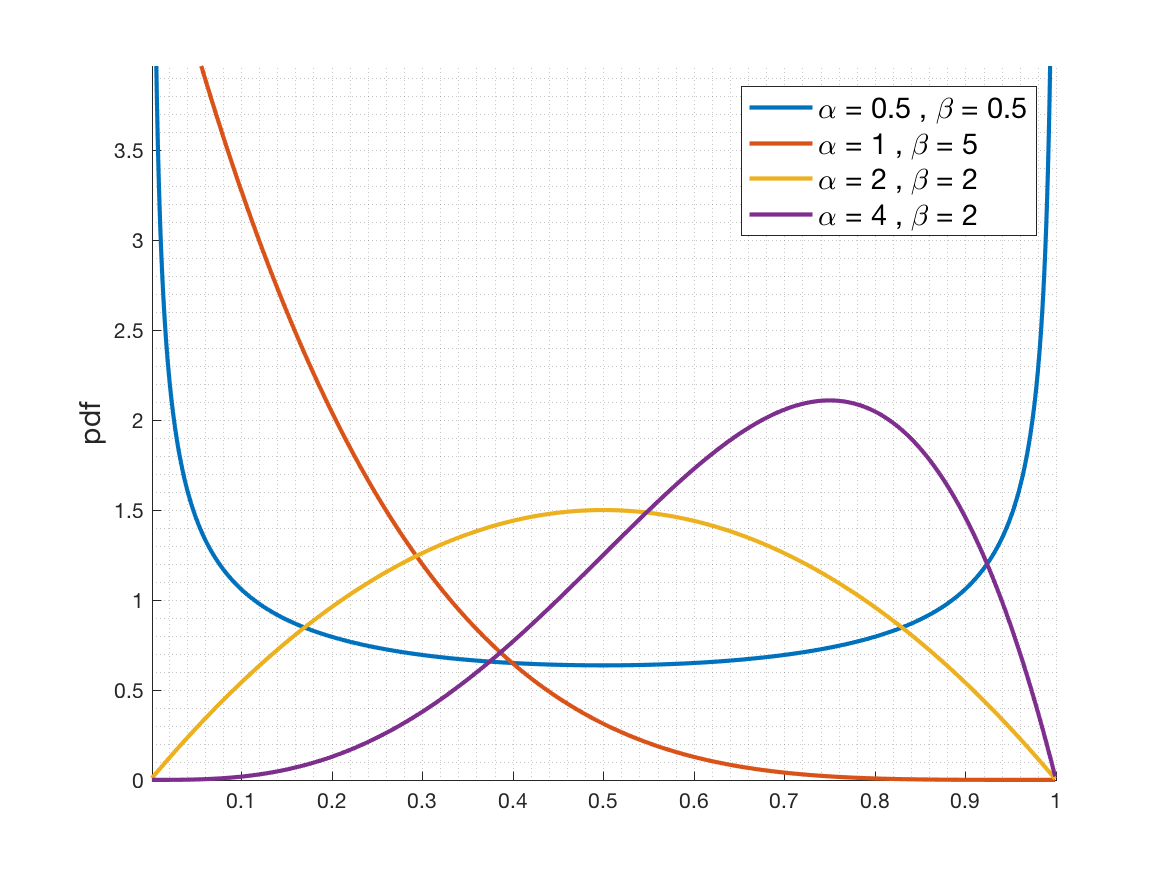 α = 0.5 , β = 0.5
α = 1 , β = 5
α = 2 , β = 2
α = 4 , β = 2
3.5
3
2.5
2
1.5
1
0.5
0
pdf
0.1 0.2 0.3 0.4 0.5 0.6 0.7 0.8 0.9 1